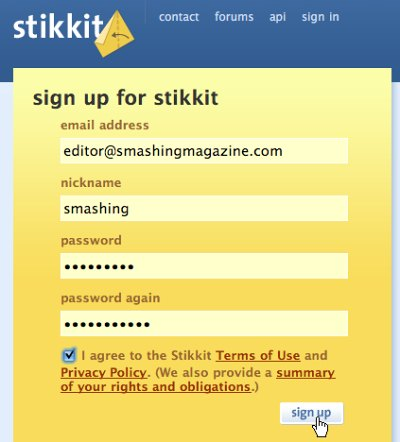 stikkit
contact forums api sign in
sign up for stikkit
email address
editor@smashingmagazine.com
nickname
smashing
password
•••••••••
password again
•••••••••••
I agree to the Stikkit Terms of Use and
Privacy Policy. (We also provide a summary
of your rights and obligations.)
sign up